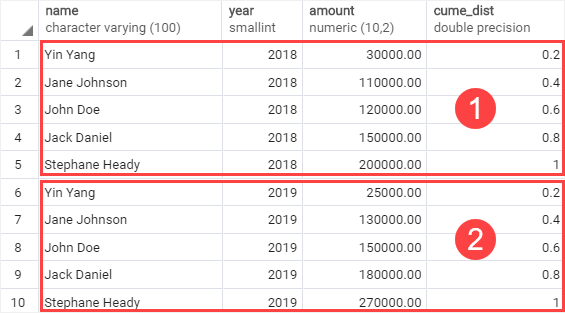 name year amount cume_dist
character varying (100) smallint numeric (10,2) double precision
1 Yin Yang 2018 30000.00 0.2
2 Jane Johnson 2018 110000.00 0.4
3 John Doe 2018 120000.00 0.6
4 Jack Daniel 2018 150000.00 0.8
5 Stephane Heady 2018 200000.00 1
1
6 Yin Yang 2019 25000.00 0.2
7 Jane Johnson 2019 130000.00 0.4
8 John Doe 2019 150000.00 0.6
9 Jack Daniel 2019 180000.00 0.8
10 Stephane Heady 2019 270000.00 1
2